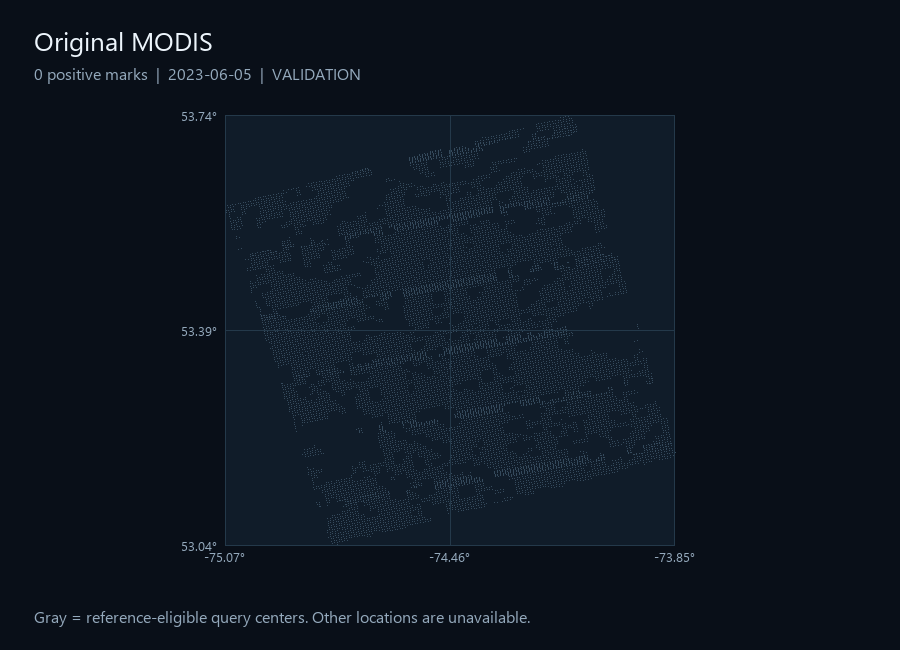 Original MODIS
0 positive marks | 2023-06-05 | VALIDATION
53.74°
53.39°
53.04°
-75.07°
-74.46°
-73.85°
Gray = reference-eligible query centers. Other locations are unavailable.